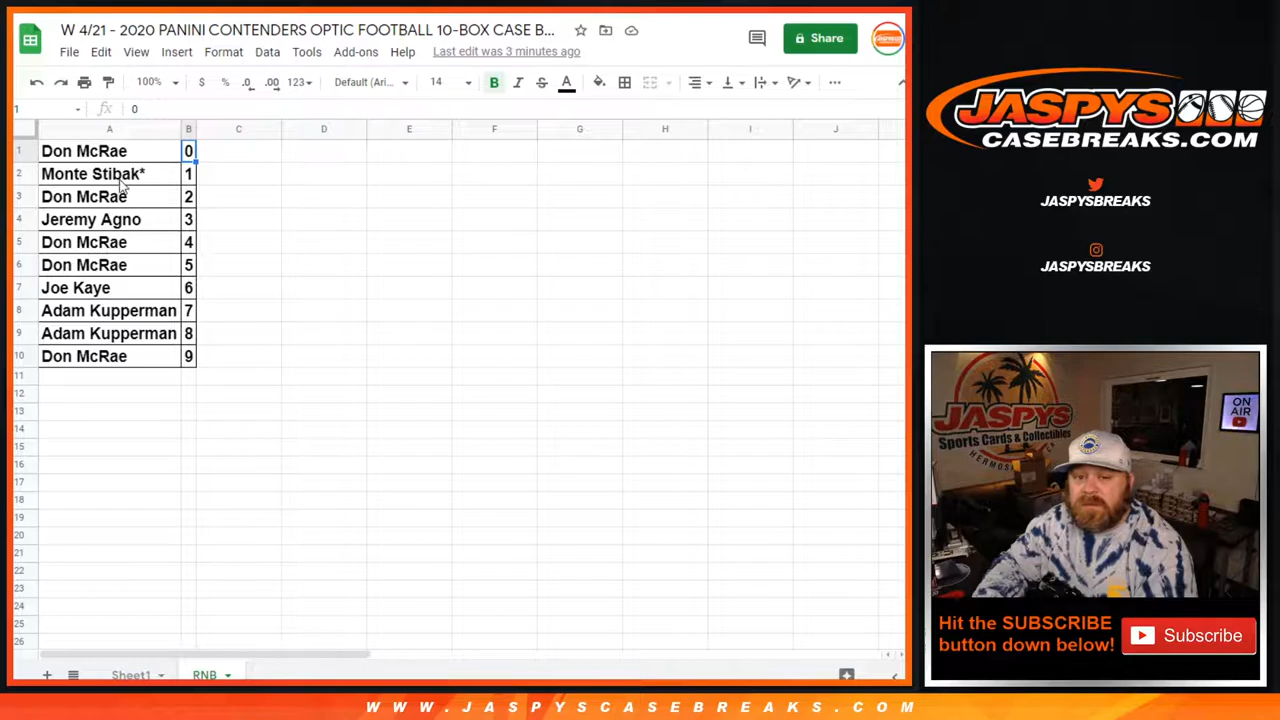 W 4/21 - 2020 PANINI CONTENDERS OPTIC FOOTBALL 10-BOX CASE B...
File Edit View Insert Format Data Tools Add-ons Help Last edit was 3 minutes ago
Share
100% $ % .0 .00 123 Default (Ari... 14 B I S A
1 fx 0
A B C D E F G H I J
1 Don McRae 0
2 Monte Stibak* 1
3 Don McRae 2
4 Jeremy Agno 3
5 Don McRae 4
6 Don McRae 5
7 Joe Kaye 6
8 Adam Kupperman 7
9 Adam Kupperman 8
10 Don McRae 9
11
12
13
14
15
16
17
18
19
20
21
22
23
24
25
26
Sheet1 RNB
JASPYS
CASEBREAKS.COM
JASPYSBREAKS
JASPYSBREAKS
JASPYS
Sports Cards & Collectibles
HERMOSA
ON
AIR
Hit the SUBSCRIBE
button down below!
Subscribe
WWW.JASPYSCASEBREAKS.COM